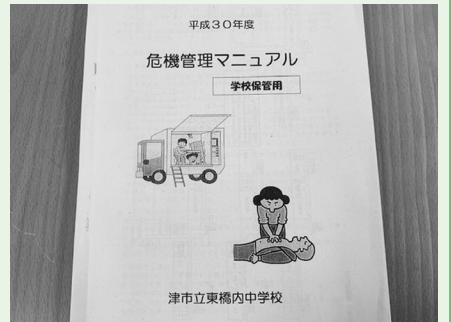 平成３０年度
危機管理マニュアル
学校保管用
津市立東橋内中学校